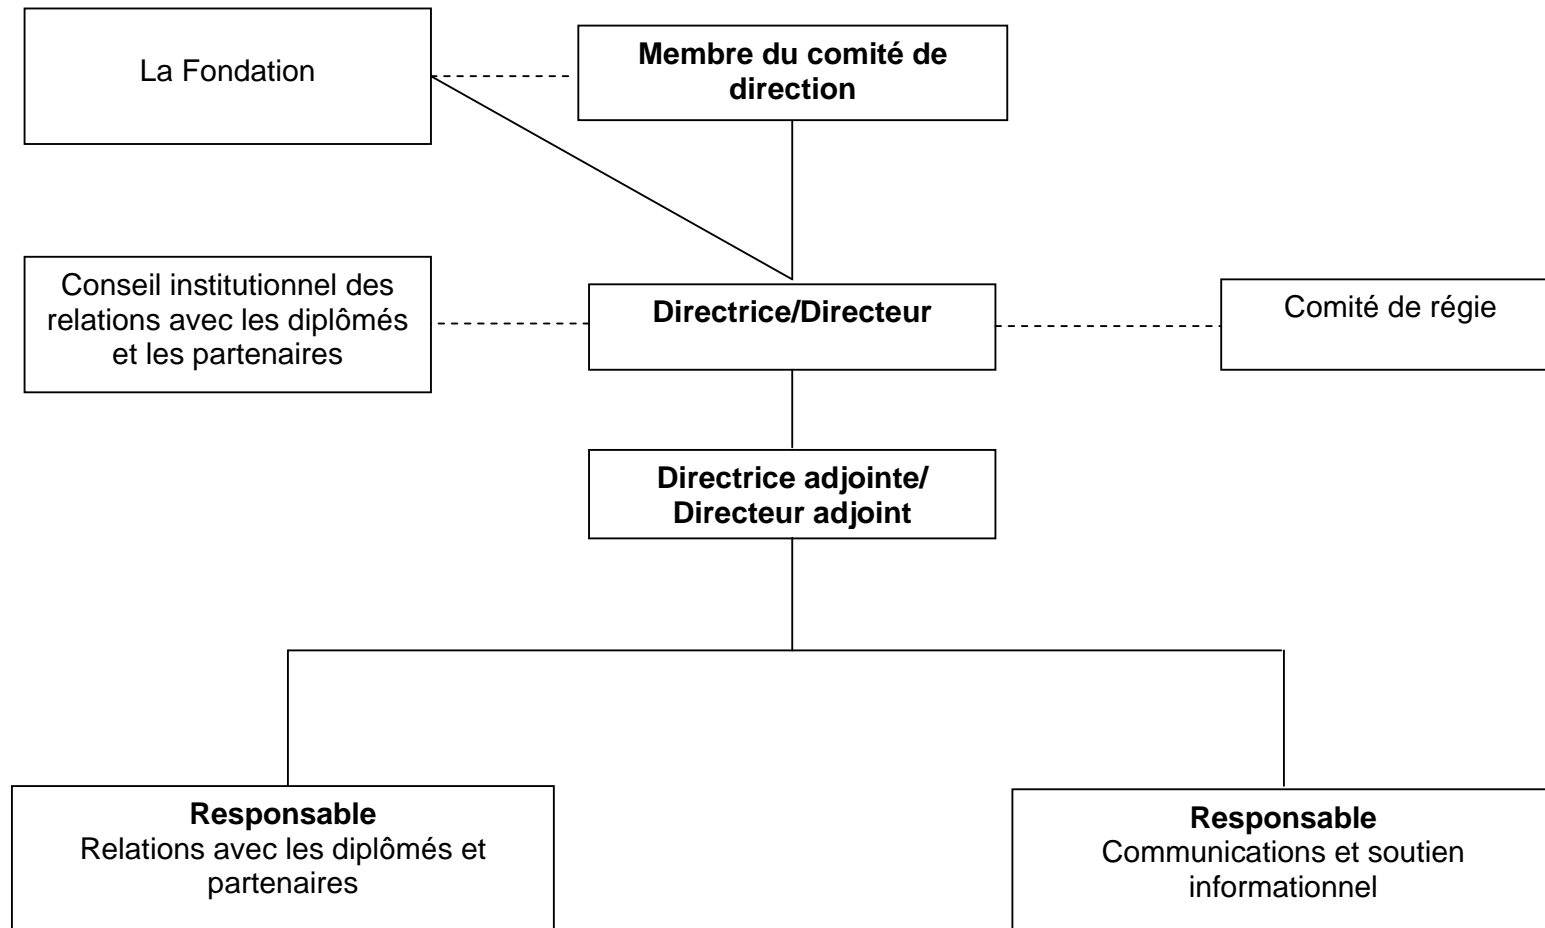 La Fondation
Membre du comité de
direction
Conseil institutionnel des
relations avec les diplômés
et les partenaires
Directrice/Directeur
Comité de régie
Directrice adjointe/
Directeur adjoint
Responsable
Relations avec les diplômés et
partenaires
Responsable
Communications et soutien
informationnel